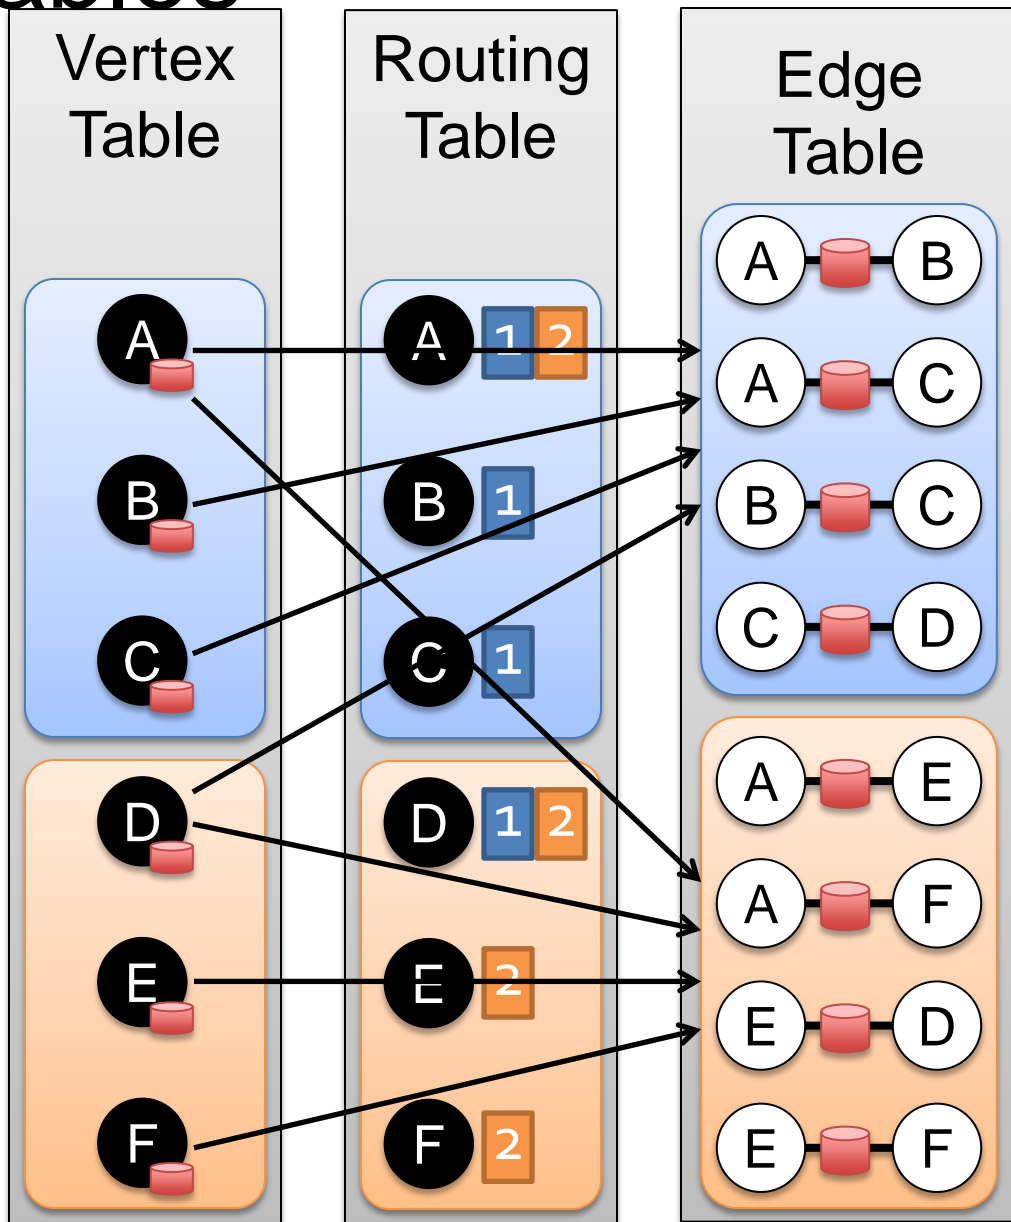 Vertex
Table
A
B
C
D
E
F
Routing
Table
A 1 2
B 1
C 1
D 1 2
E 2
F 2
Edge
Table
A B
A C
B C
C D
A E
A F
E D
E F